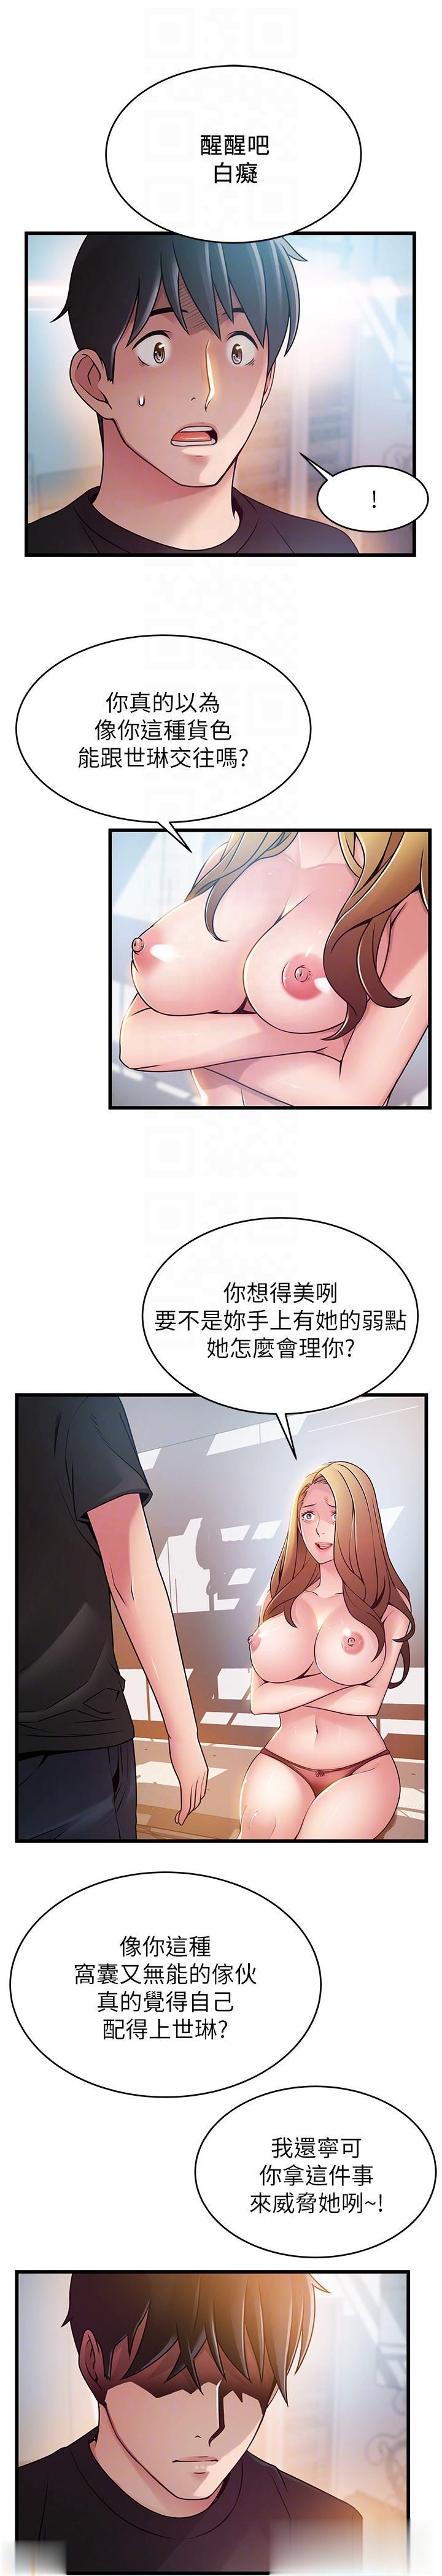 醒醒吧
白癡
!
你真的以為
像你這種貨色
能跟世琳交往嗎?
你想得美咧
要不是妳手上有她的弱點
她怎麼會理你?
像你這種
窩囊又無能的傢伙
真的覺得自己
配得上世琳?
我還寧可
你拿這件事
來威脅她咧~!